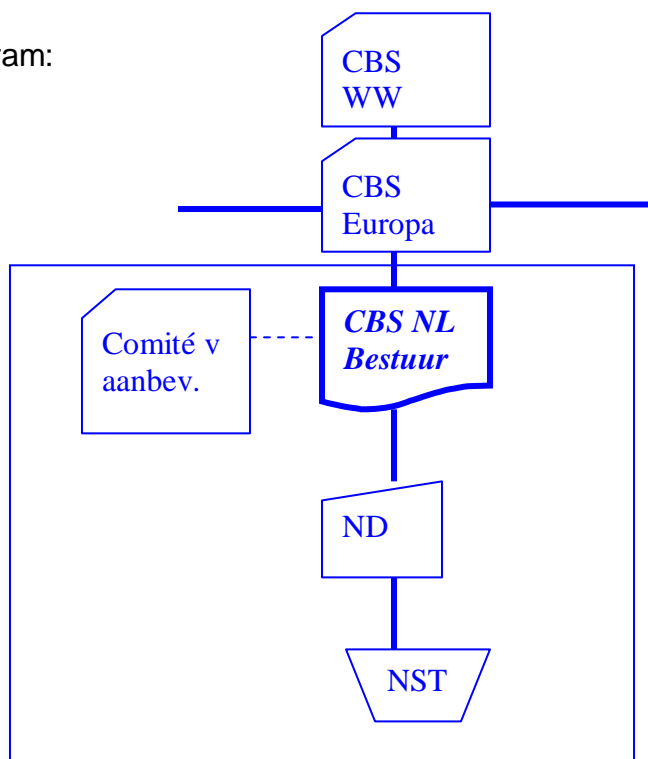 ram:
CBS
WW
CBS
Europa
CBS NL
Bestuur
Comité v
aanbev.
ND
NST